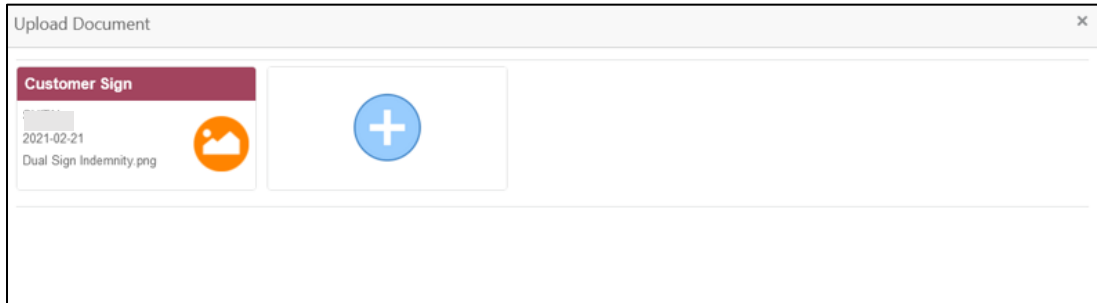 Upload Document
×
Customer Sign
2021-02-21
Dual Sign Indemnity.png